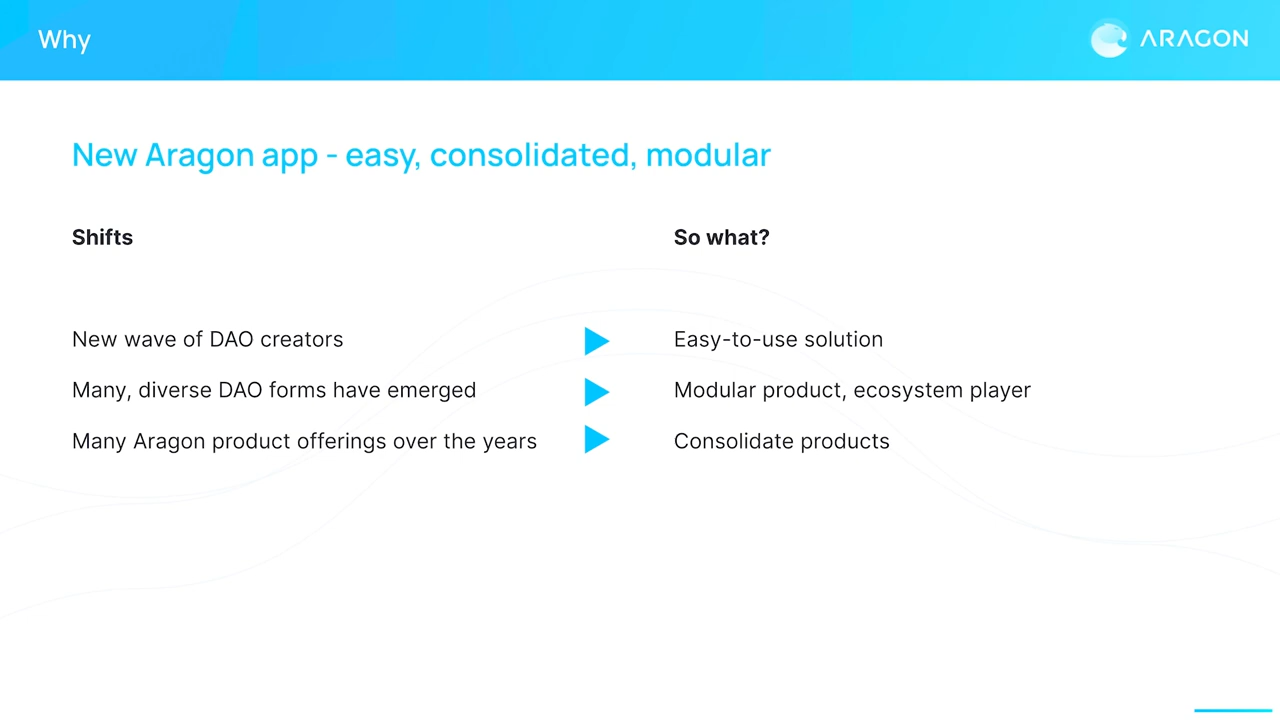 Why
ARAGON
New Aragon app - easy, consolidated, modular
Shifts
So what?
New wave of DAO creators
Easy-to-use solution
Many, diverse DAO forms have emerged
Modular product, ecosystem player
Many Aragon product offerings over the years
Consolidate products